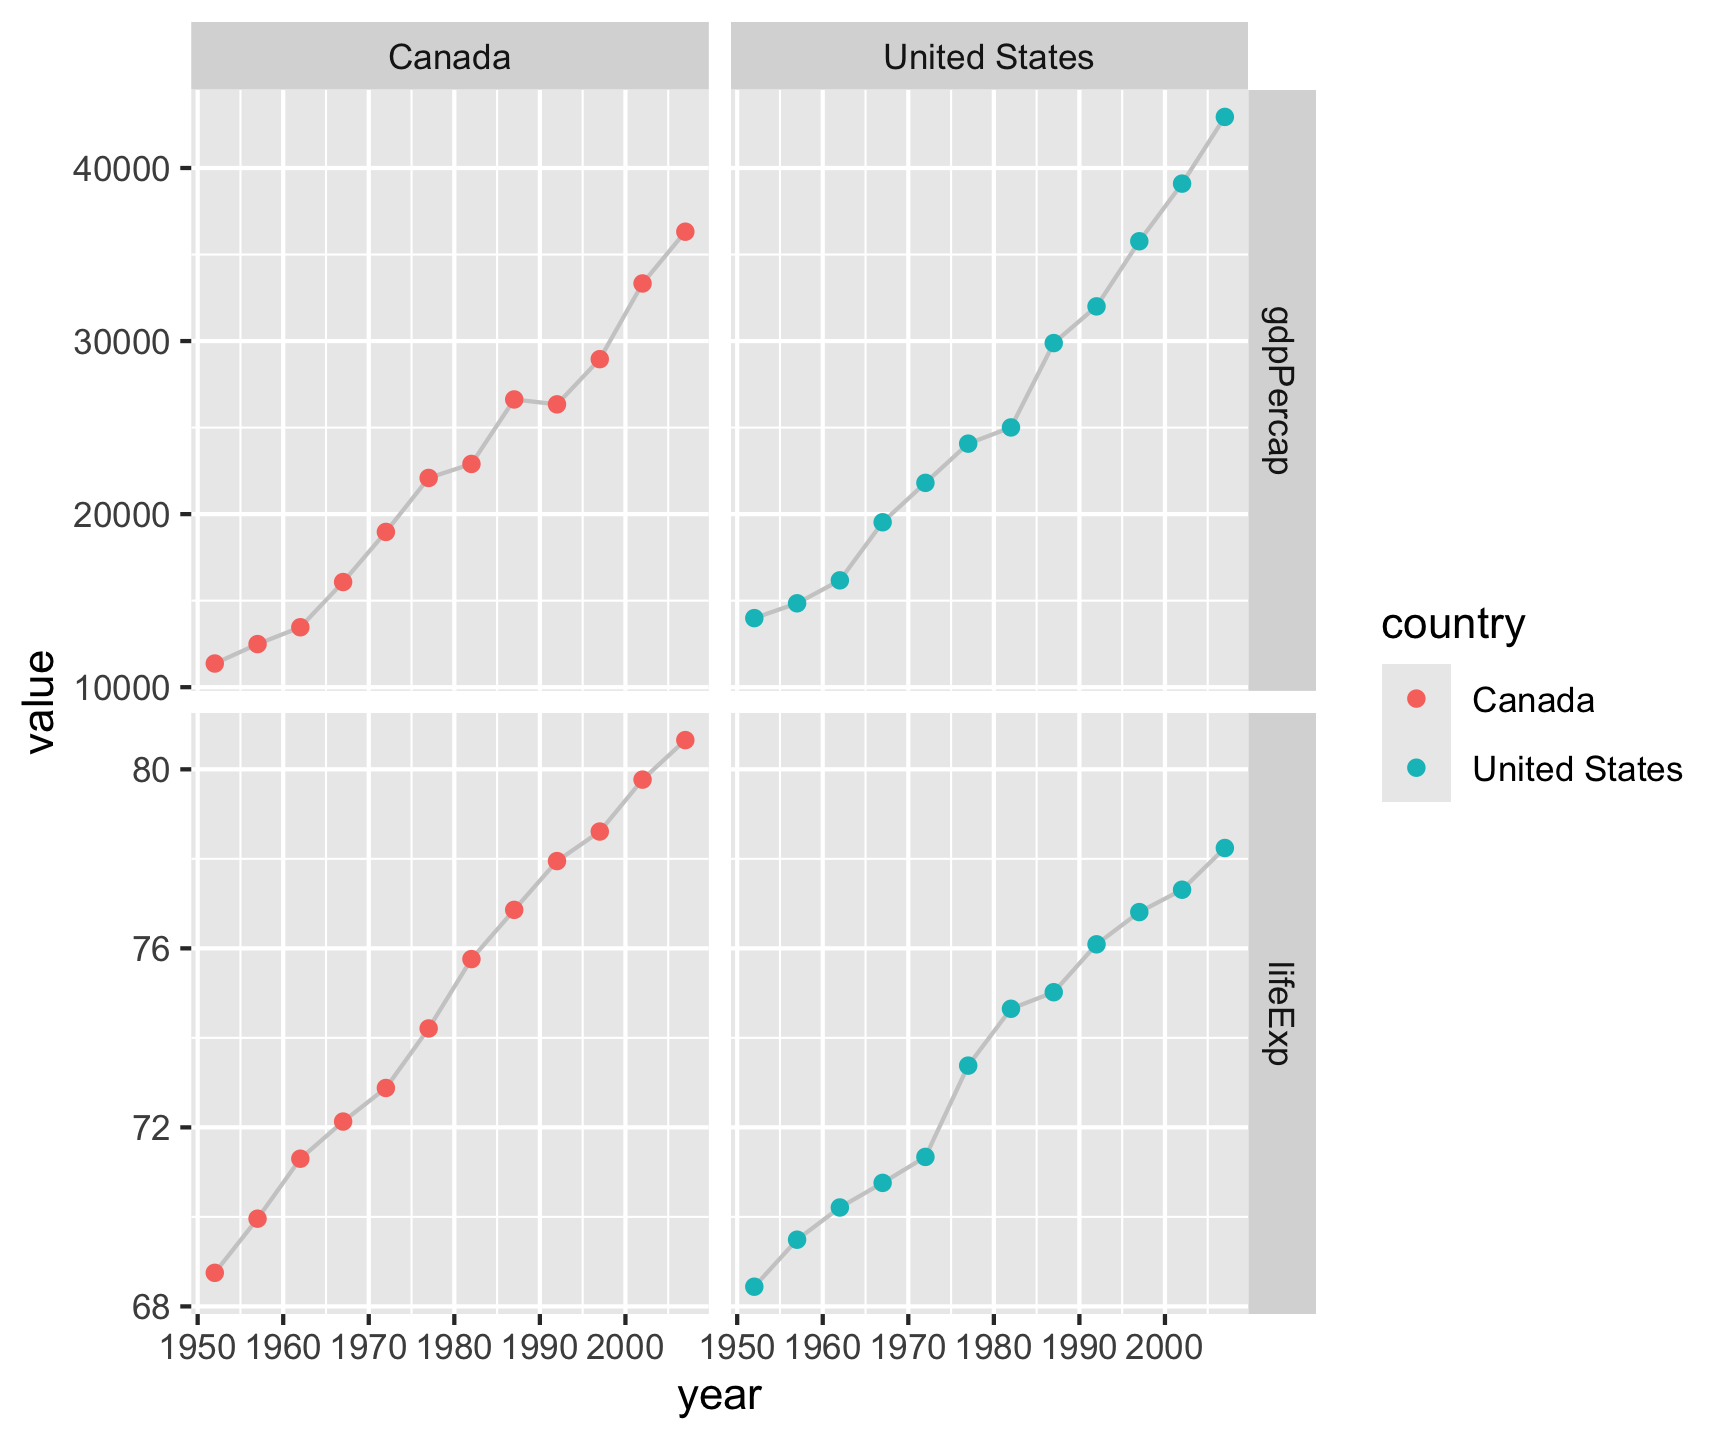 Canada
United States
40000
30000
20000
10000
gdpPercap
value
80
76
72
68
lifeExp
1950 1960 1970 1980 1990 2000
1950 1960 1970 1980 1990 2000
year
country
Canada
United States